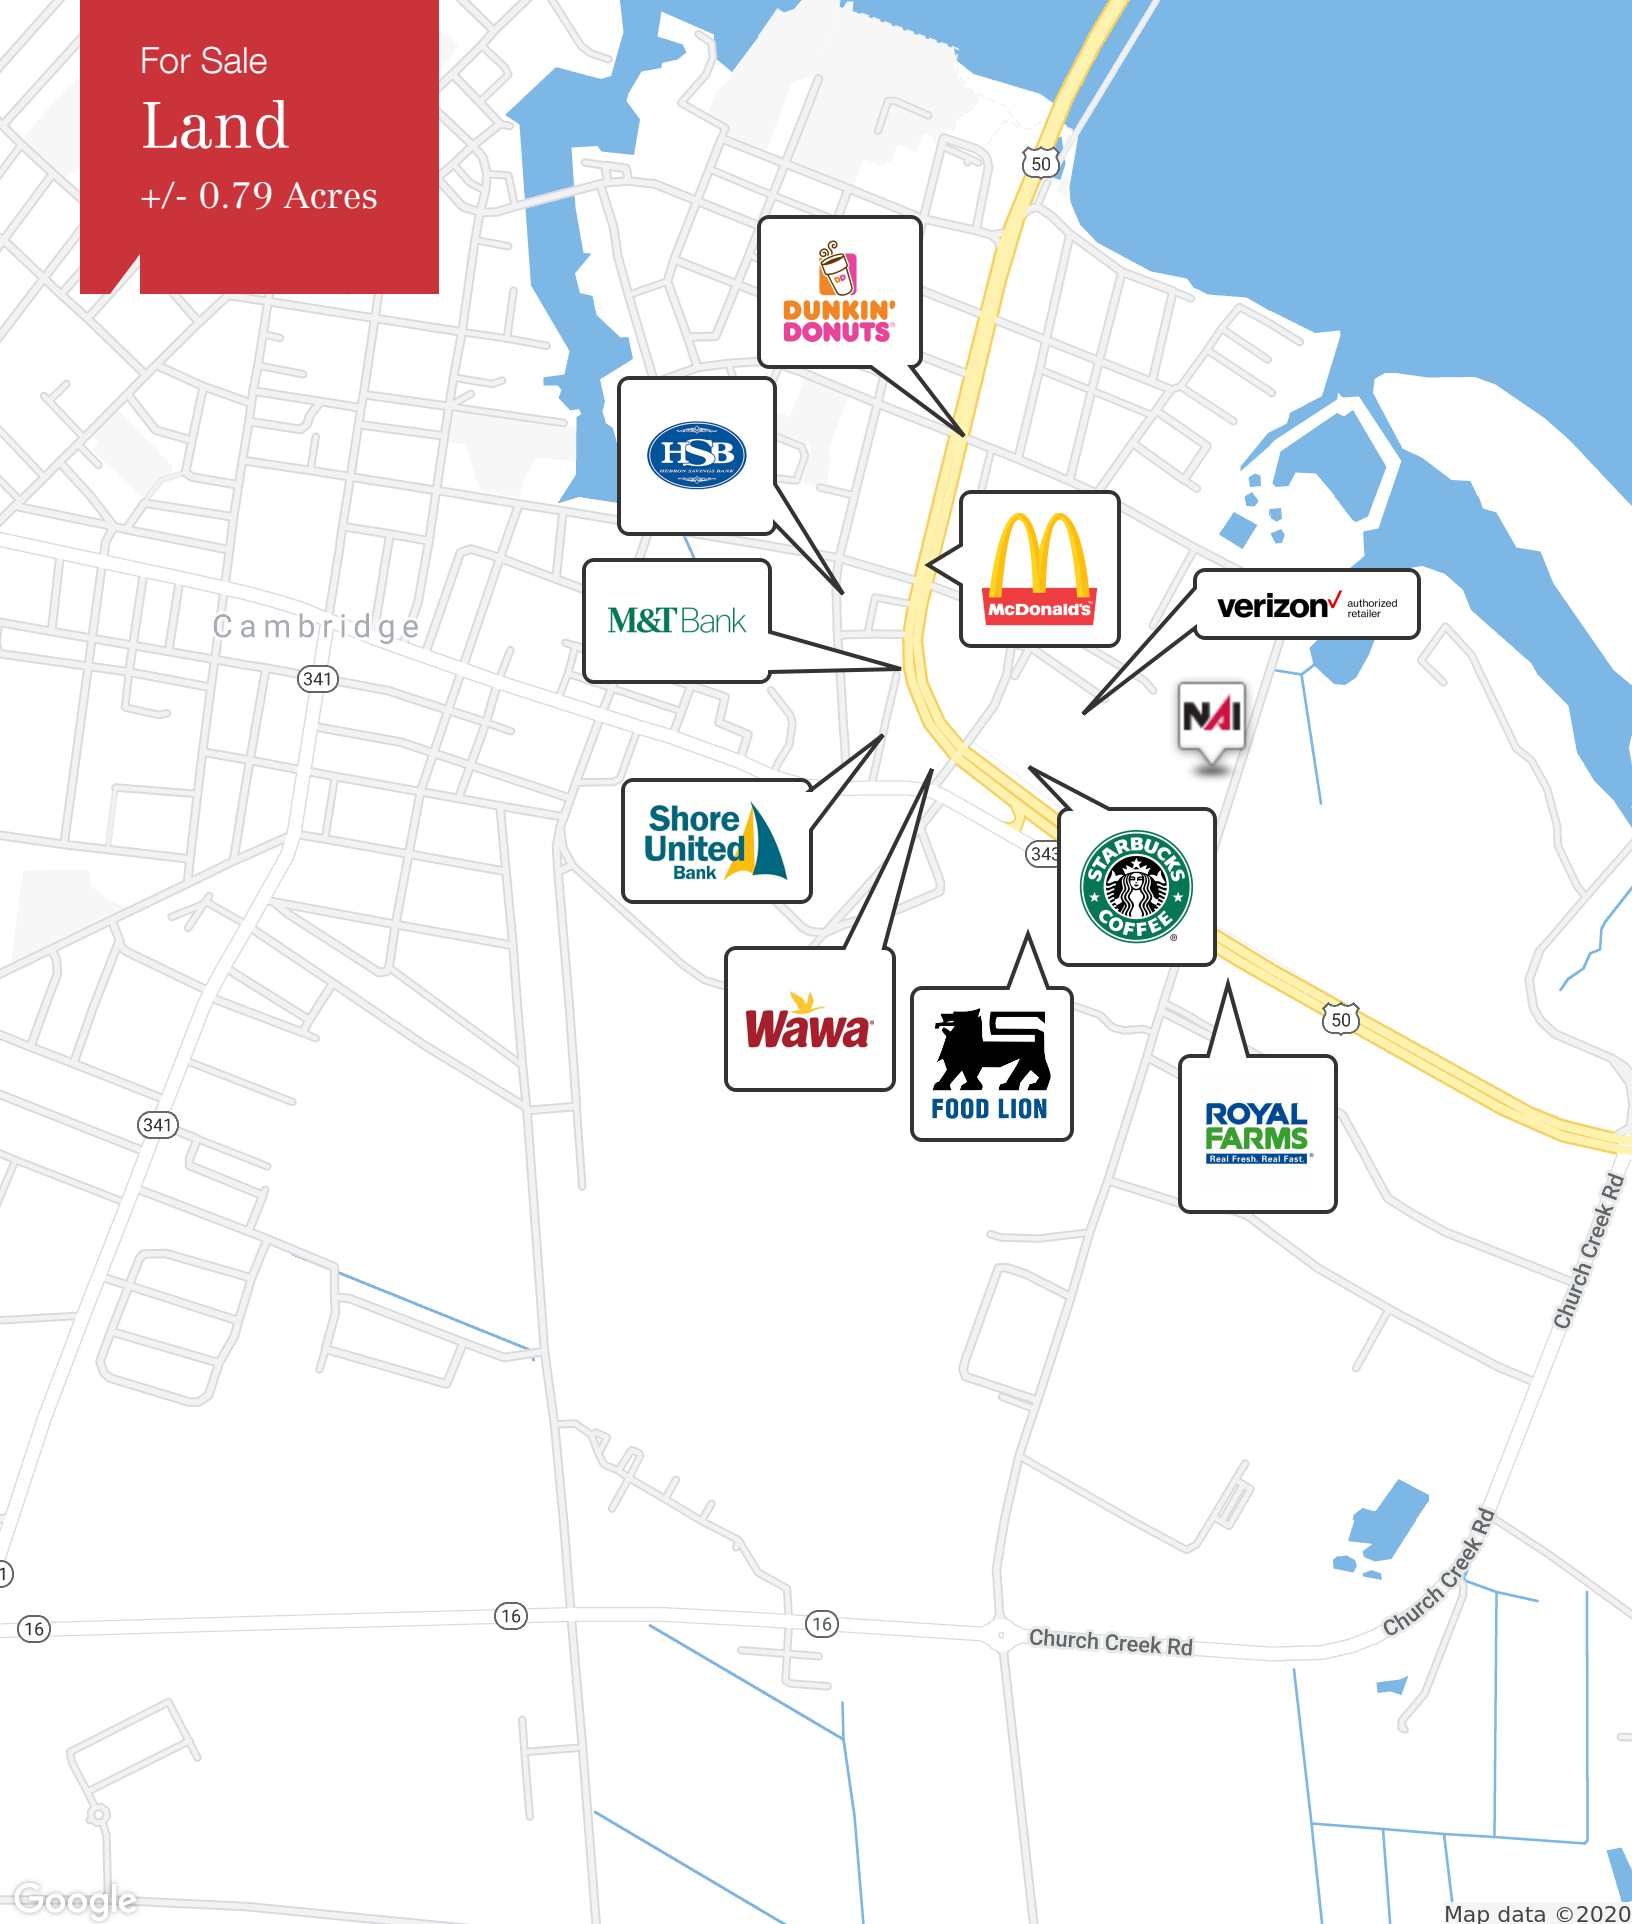 For Sale
Land
+/- 0.79 Acres
50
DUNKIN'
DONUTS
HSB
HEBRON SAVINGS BANK
McDonald's
verizon authorized
retailer
M&T Bank
Cambridge
341
NAI
Shore
United
Bank
343
STARBUCKS
COFFEE
®
Wawa®
FOOD LION
50
ROYAL
FARMS
Real Fresh. Real Fast.®
341
Church Creek Rd
Church Creek Rd
1
16
16
16
Church Creek Rd
Google
Map data ©2020